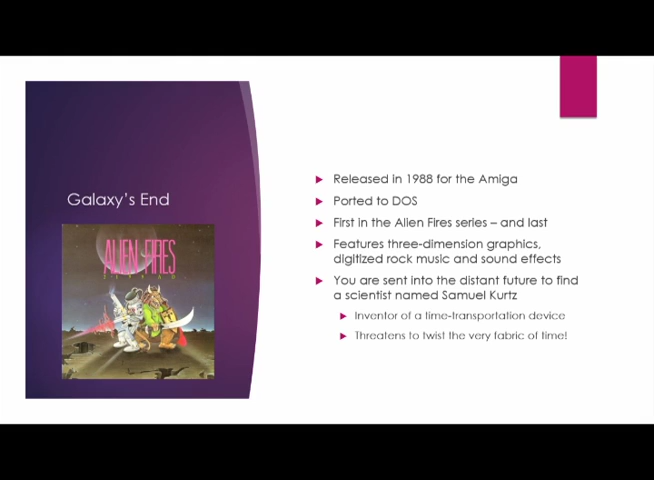 Galaxy's End
ALIEN FIRES
2199 AD
Released in 1988 for the Amiga
Ported to DOS
First in the Alien Fires series – and last
Features three-dimension graphics,
digitized rock music and sound effects
You are sent into the distant future to find
a scientist named Samuel Kurtz
Inventor of a time-transportation device
Threatens to twist the very fabric of time!